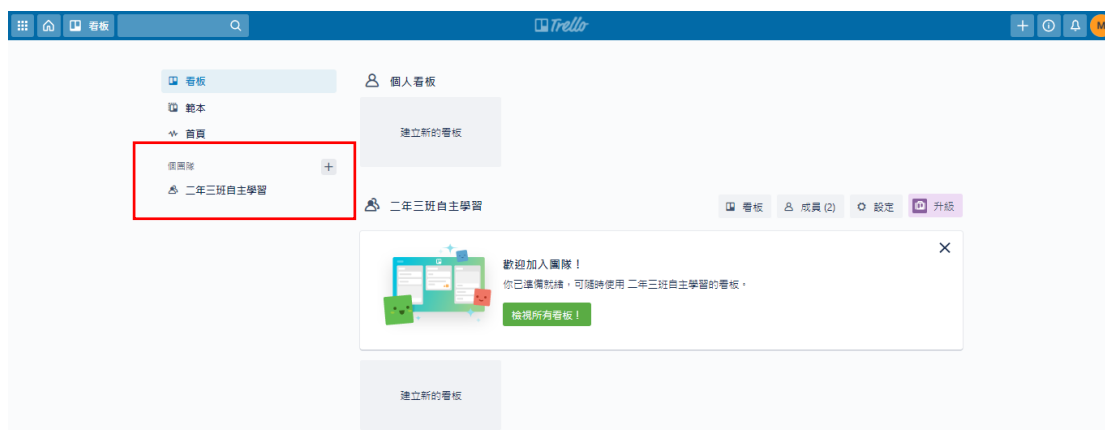 看板
Trello
M
看板
範本
首頁
個團隊
二年三班自主學習
個人看板
建立新的看板
二年三班自主學習
看板
成員 (2)
設定
升級
歡迎加入團隊！
你已準備就緒，可隨時使用 二年三班自主學習的看板。
檢視所有看板！
建立新的看板